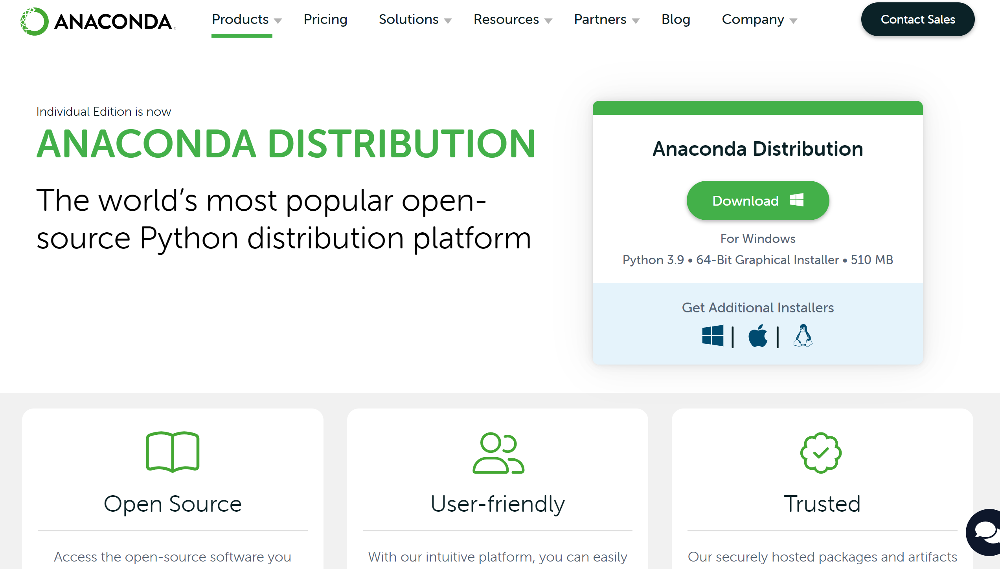 ANACONDA®
Products
Pricing
Solutions
Resources
Partners
Blog
Company
Contact Sales
Individual Edition is now
ANACONDA DISTRIBUTION
The world’s most popular open-
source Python distribution platform
Anaconda Distribution
Download
For Windows
Python 3.9 • 64-Bit Graphical Installer • 510 MB
Get Additional Installers
Open Source
Access the open-source software you
User-friendly
With our intuitive platform, you can easily
Trusted
Our securely hosted packages and artifacts